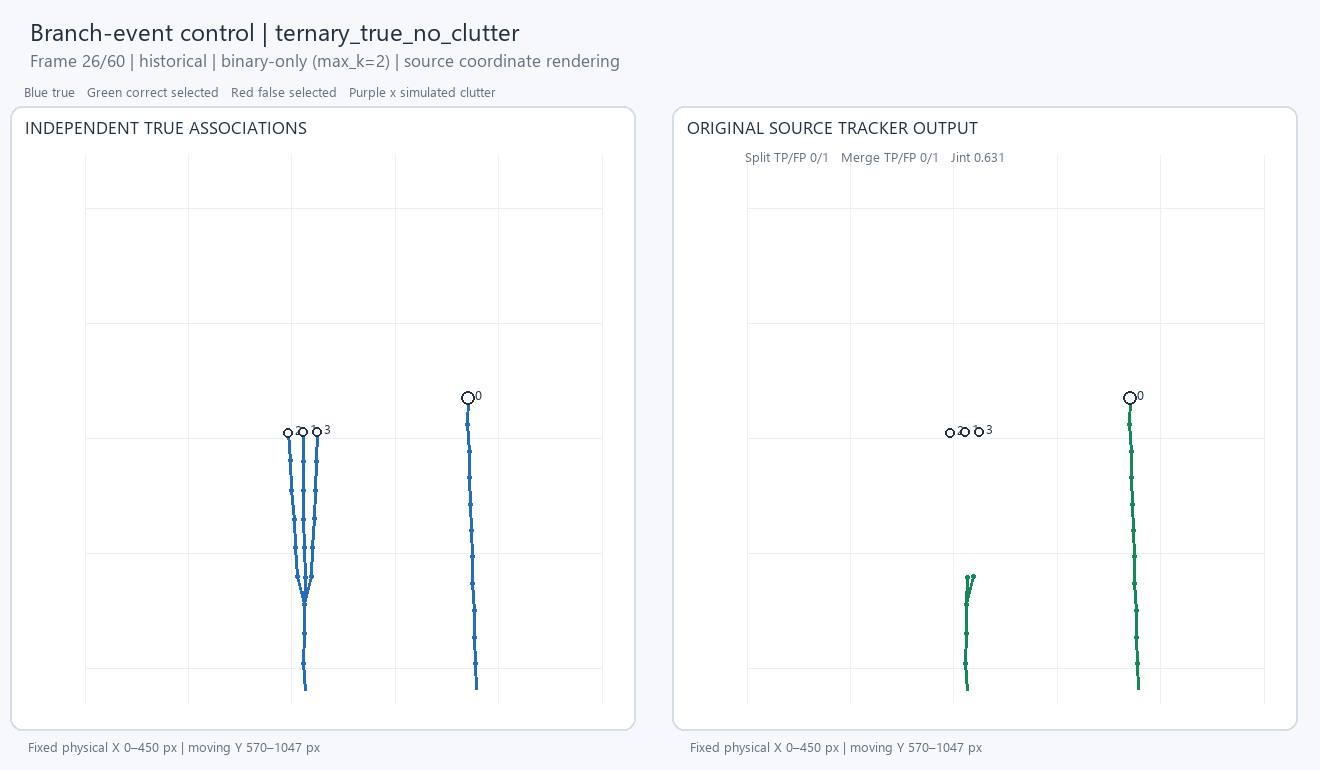 Branch-event control | ternary_true_no_clutter
Frame 26/60 | historical | binary-only (max_k=2) | source coordinate rendering
Blue true   Green correct selected   Red false selected   Purple x simulated clutter
INDEPENDENT TRUE ASSOCIATIONS
0
2 1 3
Fixed physical X 0–450 px | moving Y 570–1047 px
ORIGINAL SOURCE TRACKER OUTPUT
Split TP/FP 0/1   Merge TP/FP 0/1   Jint 0.631
0
2 1 3
Fixed physical X 0–450 px | moving Y 570–1047 px